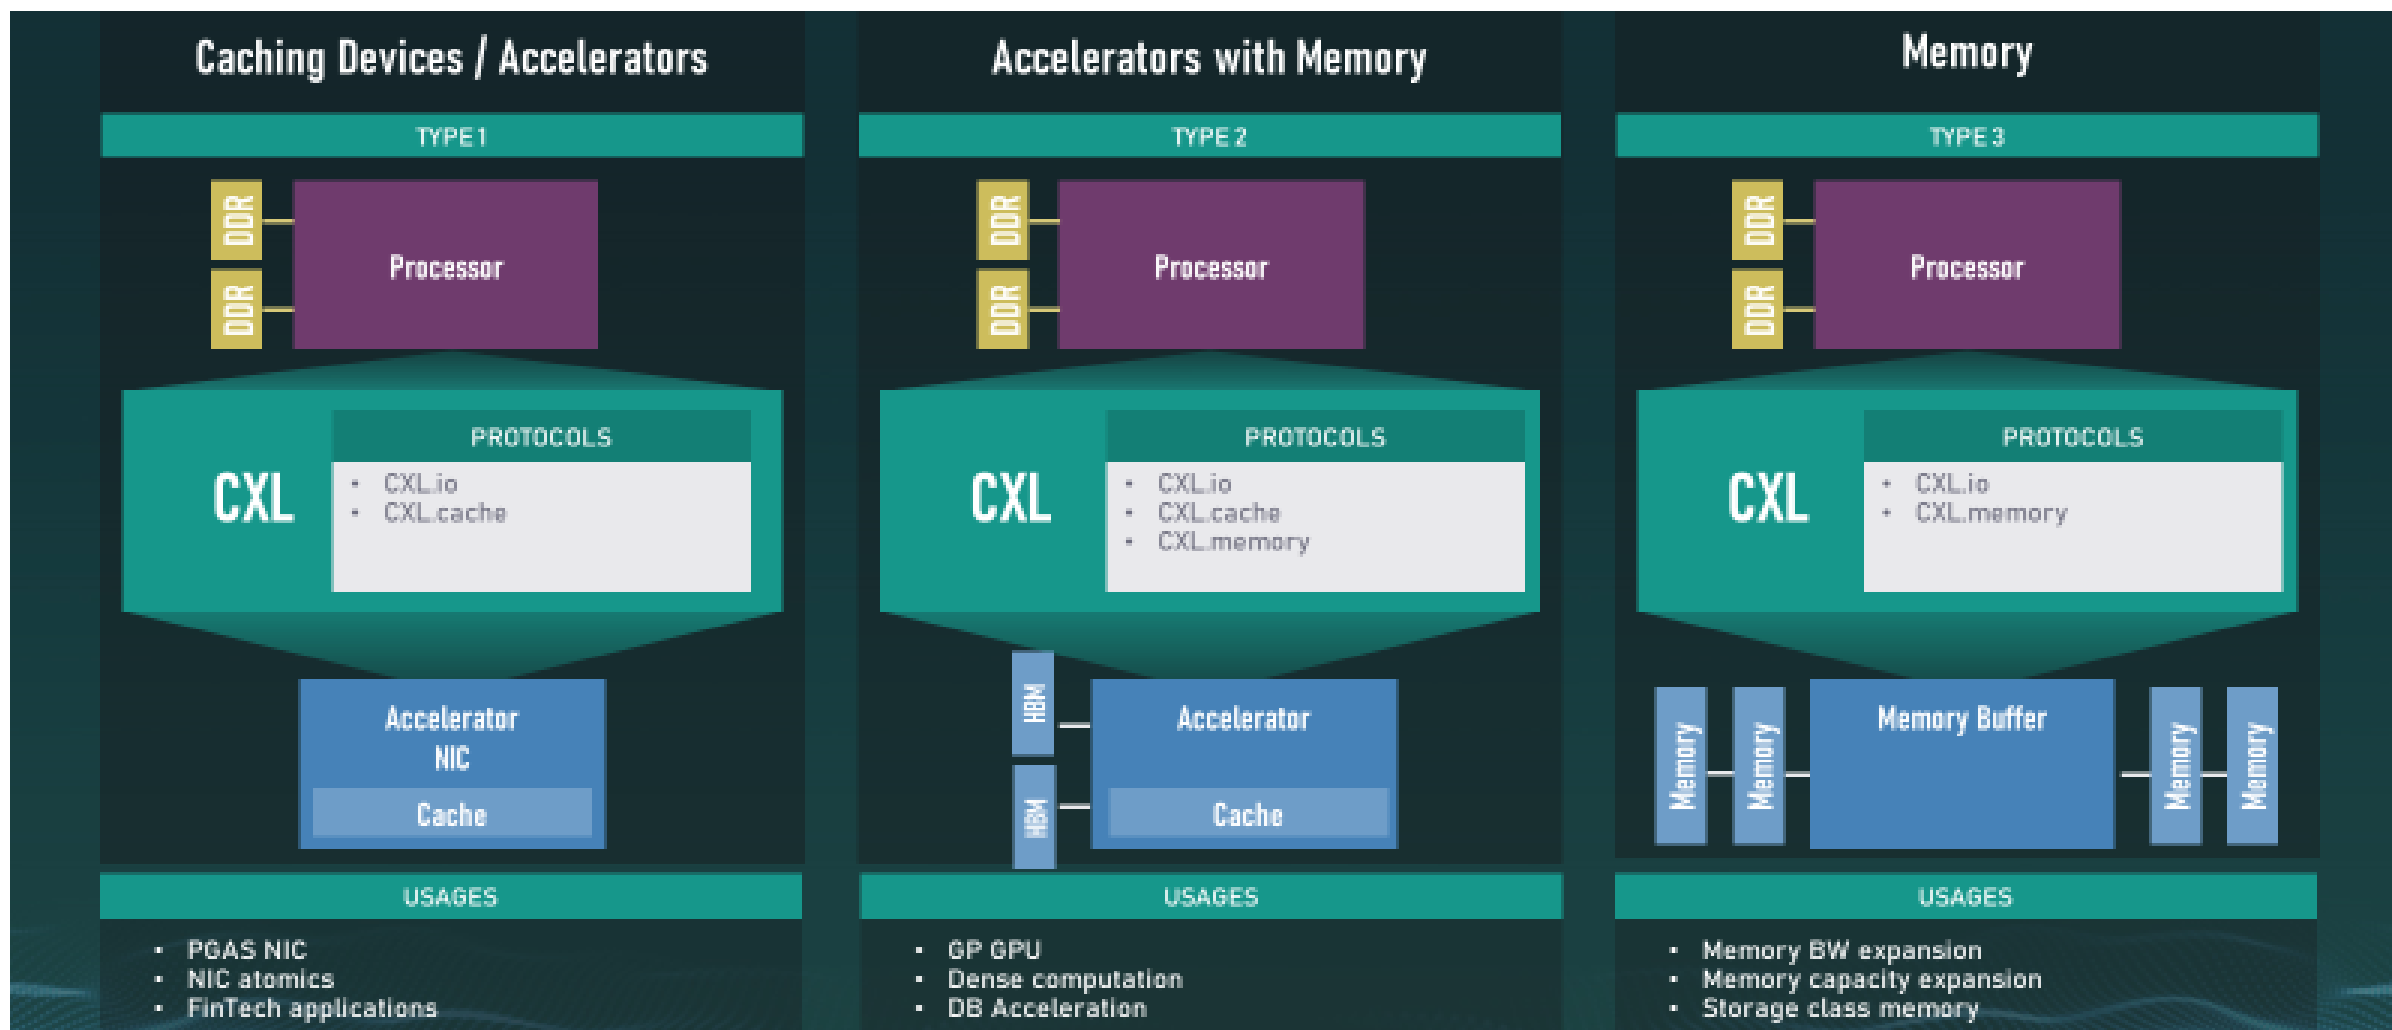 Caching Devices / Accelerators
TYPE 1
DDR
DDR
Processor
CXL
PROTOCOLS
• CXL.io
• CXL.cache
Accelerator
NIC
Cache
USAGES
• PGAS NIC
• NIC atomics
• FinTech applications
Accelerators with Memory
TYPE 2
DDR
DDR
Processor
CXL
PROTOCOLS
• CXL.io
• CXL.cache
• CXL.memory
HBM
HBM
Accelerator
Cache
USAGES
• GP GPU
• Dense computation
• DB Acceleration
Memory
TYPE 3
DDR
DDR
Processor
CXL
PROTOCOLS
• CXL.io
• CXL.memory
Memory
Memory
Memory Buffer
Memory
Memory
USAGES
• Memory BW expansion
• Memory capacity expansion
• Storage class memory